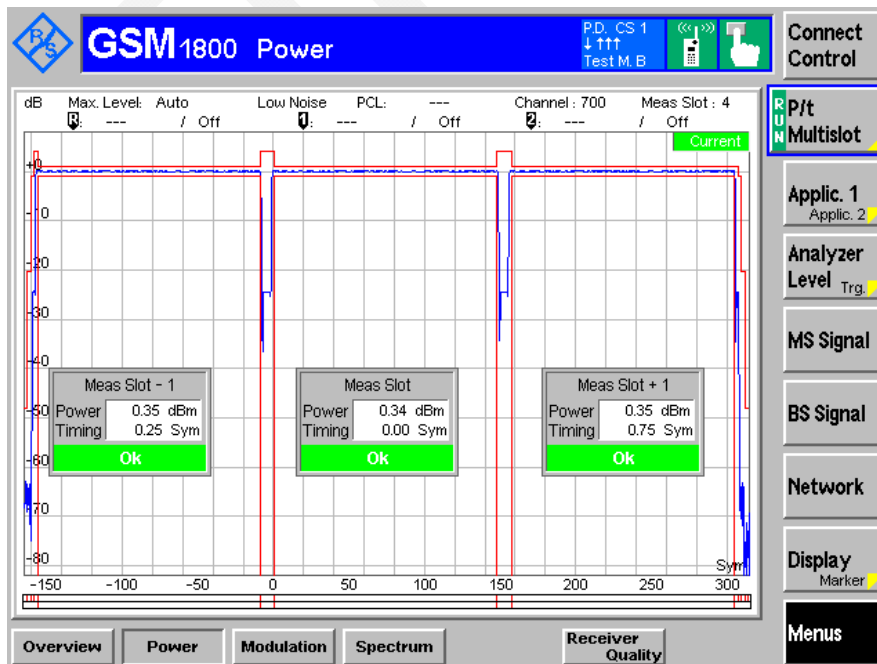 R/S
GSM1800 Power
P.D. CS 1
↓ ↑↑↑
Test M. B
Connect Control
dB Max. Level: Auto Low Noise PCL: --- Channel : 700 Meas Slot : 4
R: --- / Off 1: --- / Off 2: --- / Off
Current
RUN
P/t Multislot
Applic. 1
Applic. 2
Analyzer Level Trg.
MS Signal
BS Signal
Network
Display
Marker
Menus
+0
-10
-20
-30
-40
-50
-60
-70
-80
Meas Slot - 1
Power 0.35 dBm
Timing 0.25 Sym
Ok
Meas Slot
Power 0.34 dBm
Timing 0.00 Sym
Ok
Meas Slot + 1
Power 0.35 dBm
Timing 0.75 Sym
Ok
Sym
-150 -100 -50 0 50 100 150 200 250 300
Overview Power Modulation Spectrum Receiver Quality